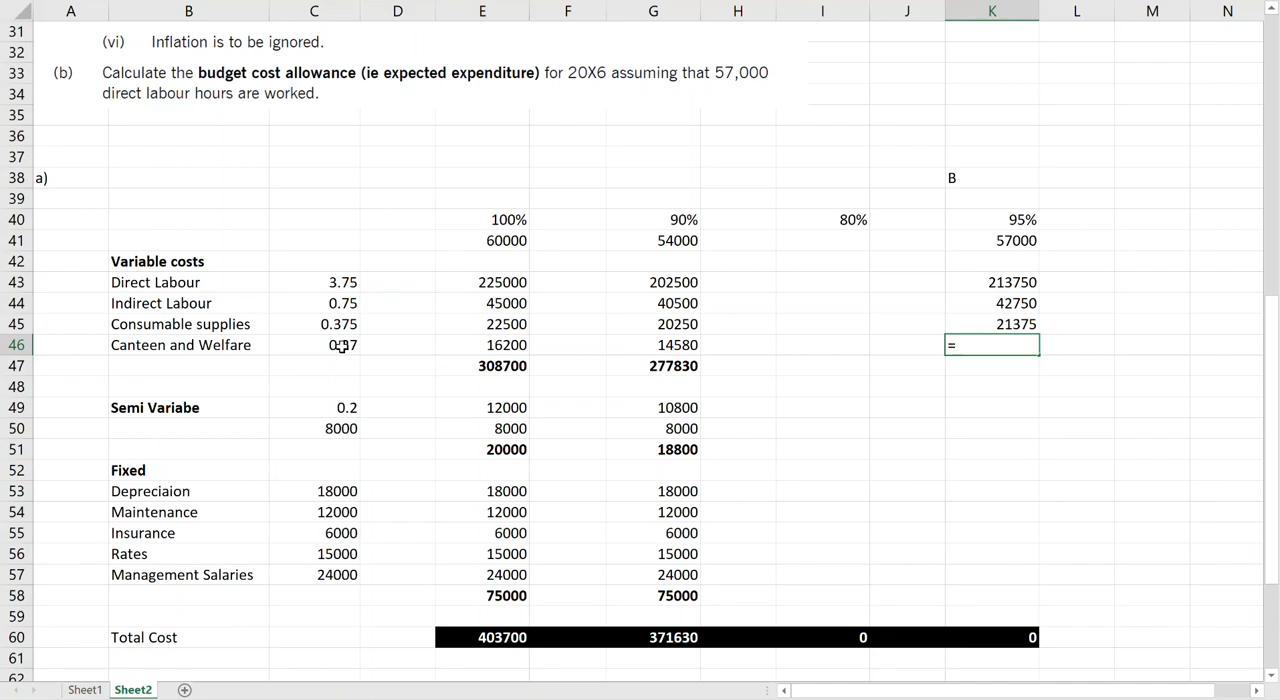 A B C D E F G H I J K L M N
31 (vi) Inflation is to be ignored.
32
33 (b) Calculate the budget cost allowance (ie expected expenditure) for 20X6 assuming that 57,000
34 direct labour hours are worked.
35
36
37
38 a) B
39
40 100% 90% 80% 95%
41 60000 54000 57000
42 Variable costs
43 Direct Labour 3.75 225000 202500 213750
44 Indirect Labour 0.75 45000 40500 42750
45 Consumable supplies 0.375 22500 20250 21375
46 Canteen and Welfare 16200 14580 =
47 308700 277830
48
49 Semi Variabe 0.2 12000 10800
50 8000 8000 8000
51 20000 18800
52 Fixed
53 Depreciaion 18000 18000 18000
54 Maintenance 12000 12000 12000
55 Insurance 6000 6000 6000
56 Rates 15000 15000 15000
57 Management Salaries 24000 24000 24000
58 75000 75000
59
60 Total Cost 403700 371630 0 0
61
62
Sheet1 Sheet2